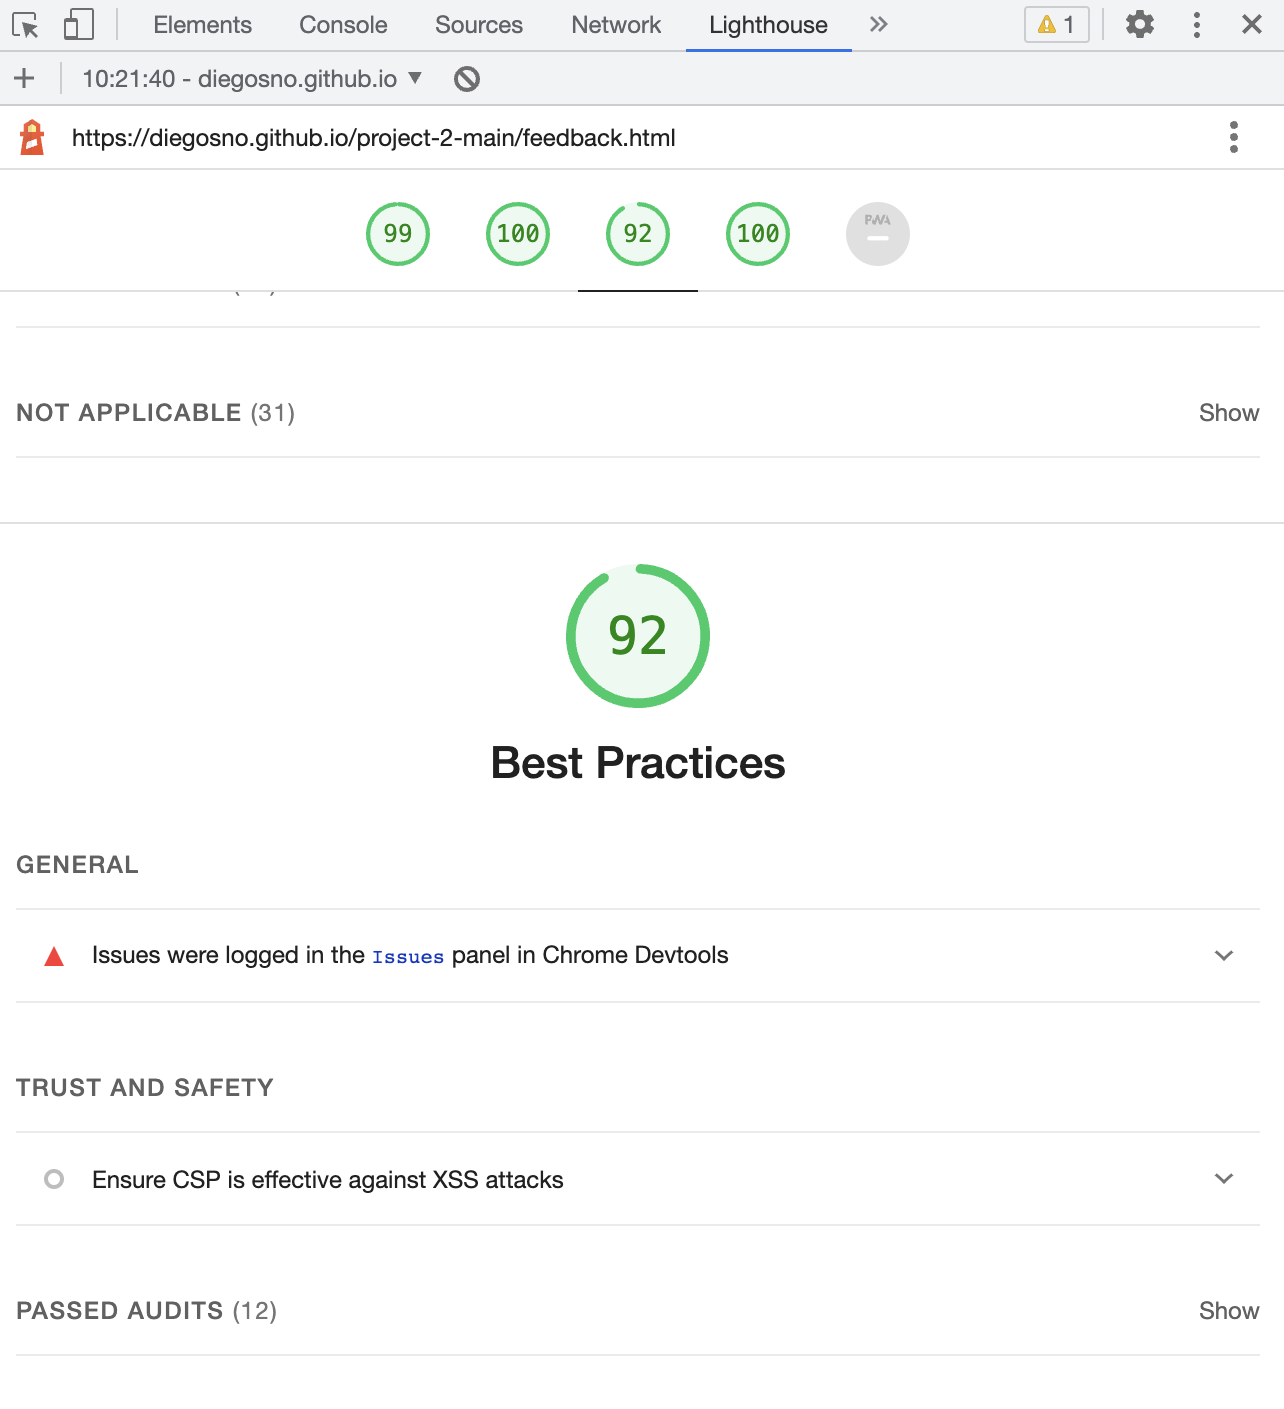 Elements Console Sources Network Lighthouse » 1
10:21:40 - diegosno.github.io ▼
https://diegosno.github.io/project-2-main/feedback.html
99 100 92 100 PWA
NOT APPLICABLE (31) Show
92
Best Practices
GENERAL
Issues were logged in the Issues panel in Chrome Devtools
TRUST AND SAFETY
Ensure CSP is effective against XSS attacks
PASSED AUDITS (12) Show